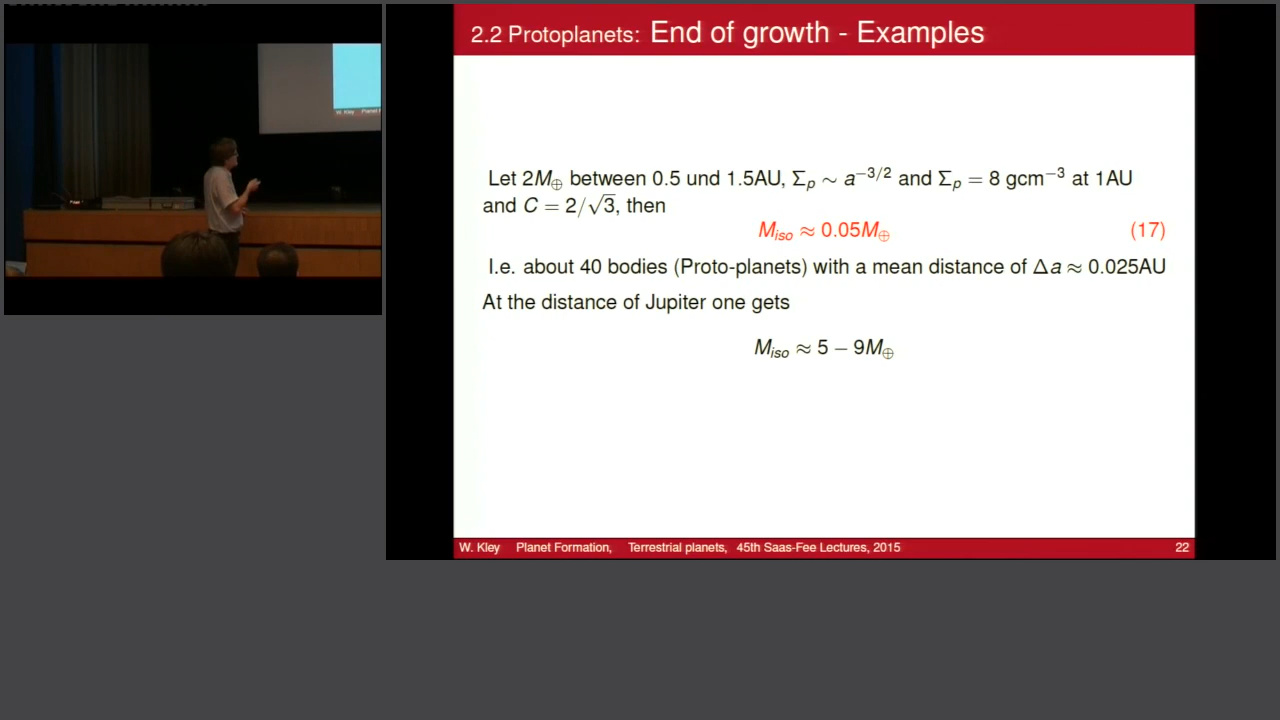 2.2 Protoplanets: End of growth - Examples
Let 2M⊕ between 0.5 und 1.5AU, Σp ∼ a^−3/2 and Σp = 8 gcm^−3 at 1AU
and C = 2/√3, then
Miso ≈ 0.05M⊕ (17)
I.e. about 40 bodies (Proto-planets) with a mean distance of Δa ≈ 0.025AU
At the distance of Jupiter one gets
Miso ≈ 5 − 9M⊕
W. Kley Planet Formation, Terrestrial planets, 45th Saas-Fee Lectures, 2015 22
W. Kley Planet F